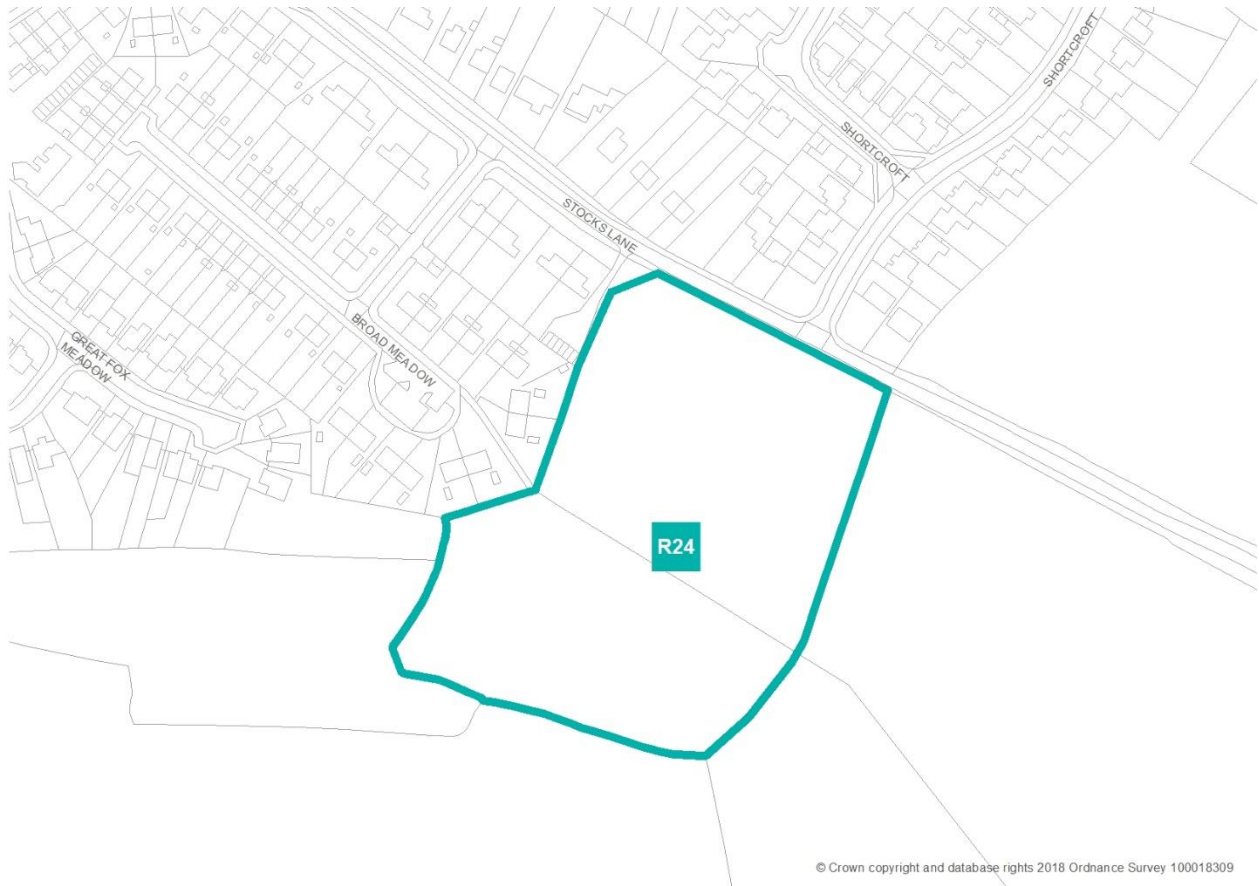 SHORTCROFT
SHORTCROFT
STOCKS LANE
BROAD MEADOW
GREAT FOX
MEADOW
R24
© Crown copyright and database rights 2018 Ordnance Survey 100018309